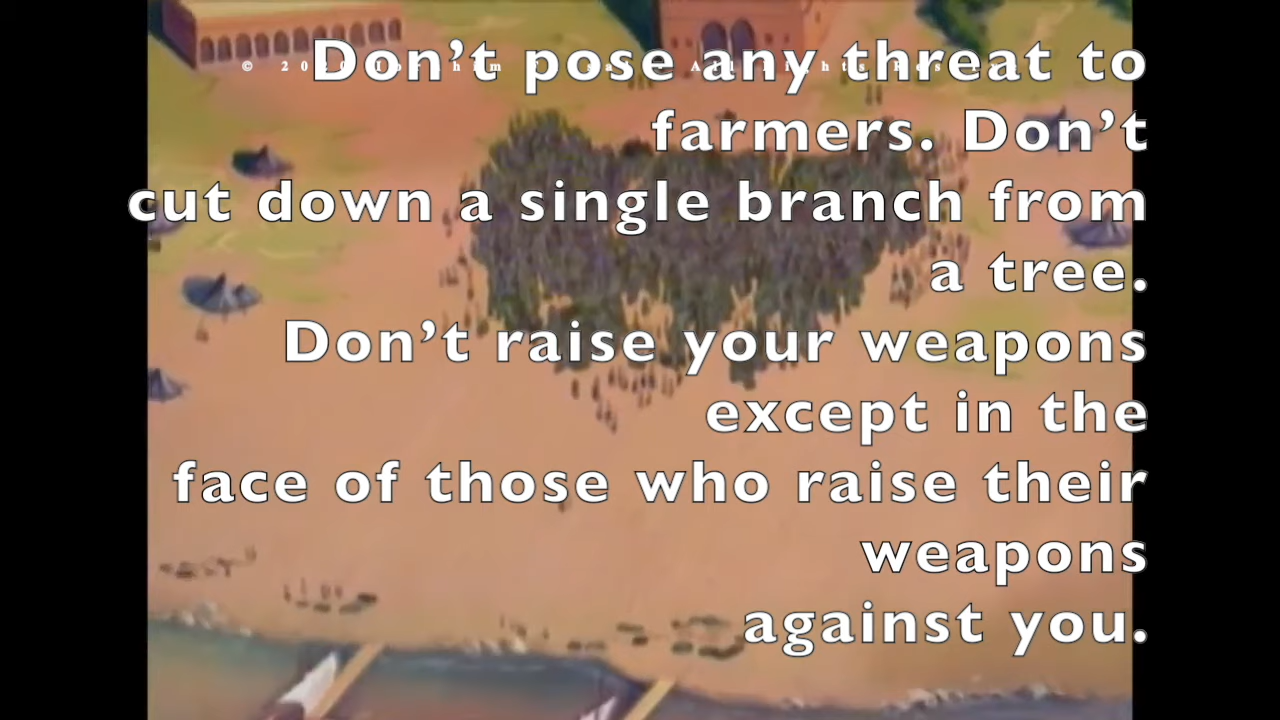 Don’t pose any threat to
farmers. Don’t
cut down a single branch from
a tree.
Don’t raise your weapons
except in the
face of those who raise their
weapons
against you.